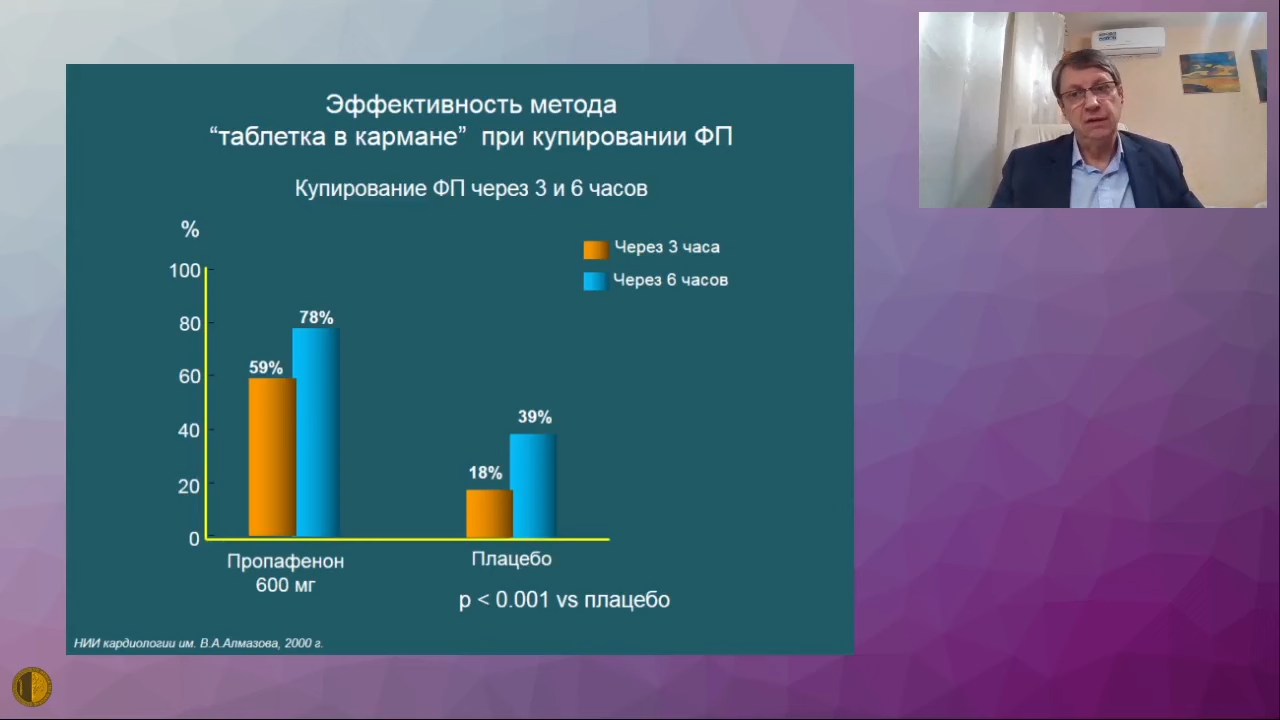 Эффективность метода
“таблетка в кармане” при купировании ФП
Купирование ФП через 3 и 6 часов
%
Через 3 часа
Через 6 часов
100
80
60
40
20
0
59%
78%
18%
39%
Пропафенон
600 мг
Плацебо
p < 0.001 vs плацебо
НИИ кардиологии им. В.А.Алмазова, 2000 г.